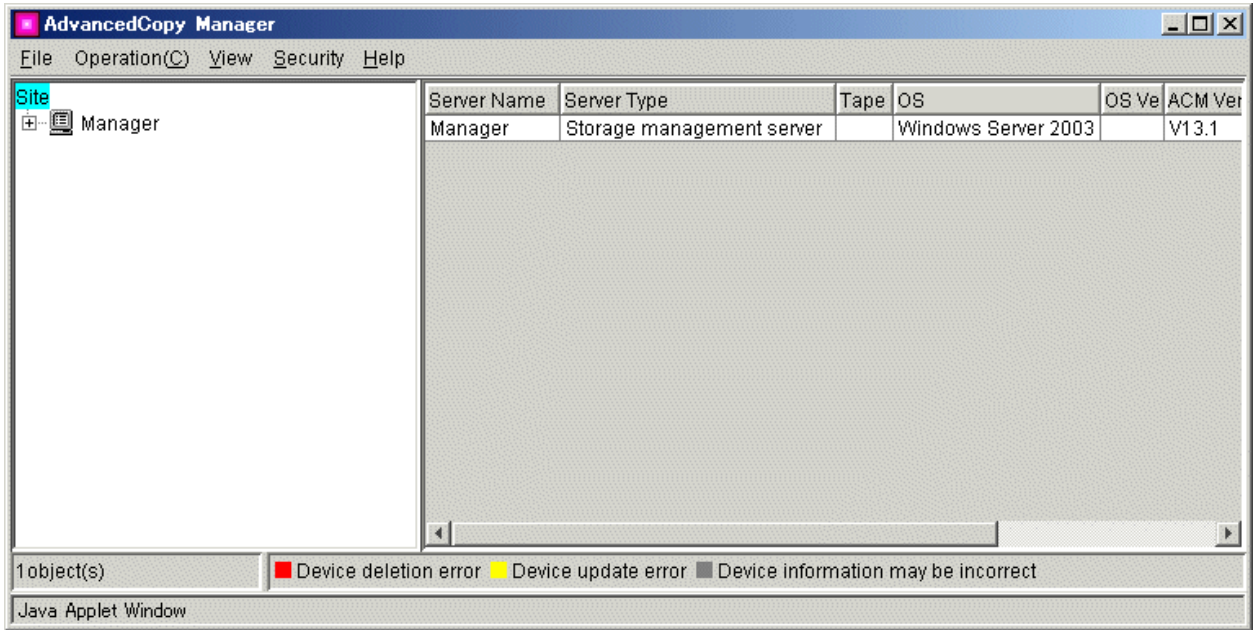 AdvancedCopy Manager
File Operation(C) View Security Help
Site
Manager
Server Name Server Type Tape OS OS Ve ACM Ver
Manager Storage management server Windows Server 2003 V13.1
1object(s) Device deletion error Device update error Device information may be incorrect
Java Applet Window